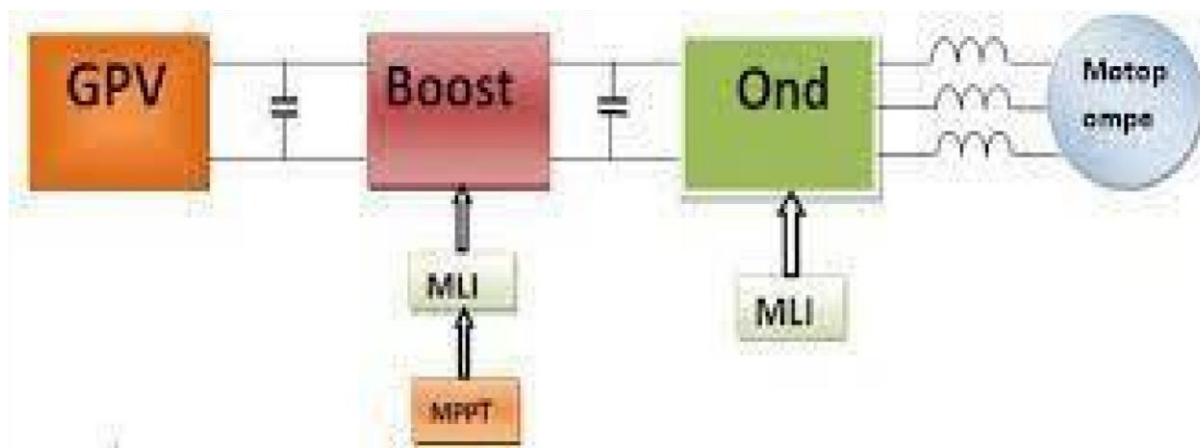 GPV
Boost
Ond
Motop
ompe
MLI
MLI
MPPT